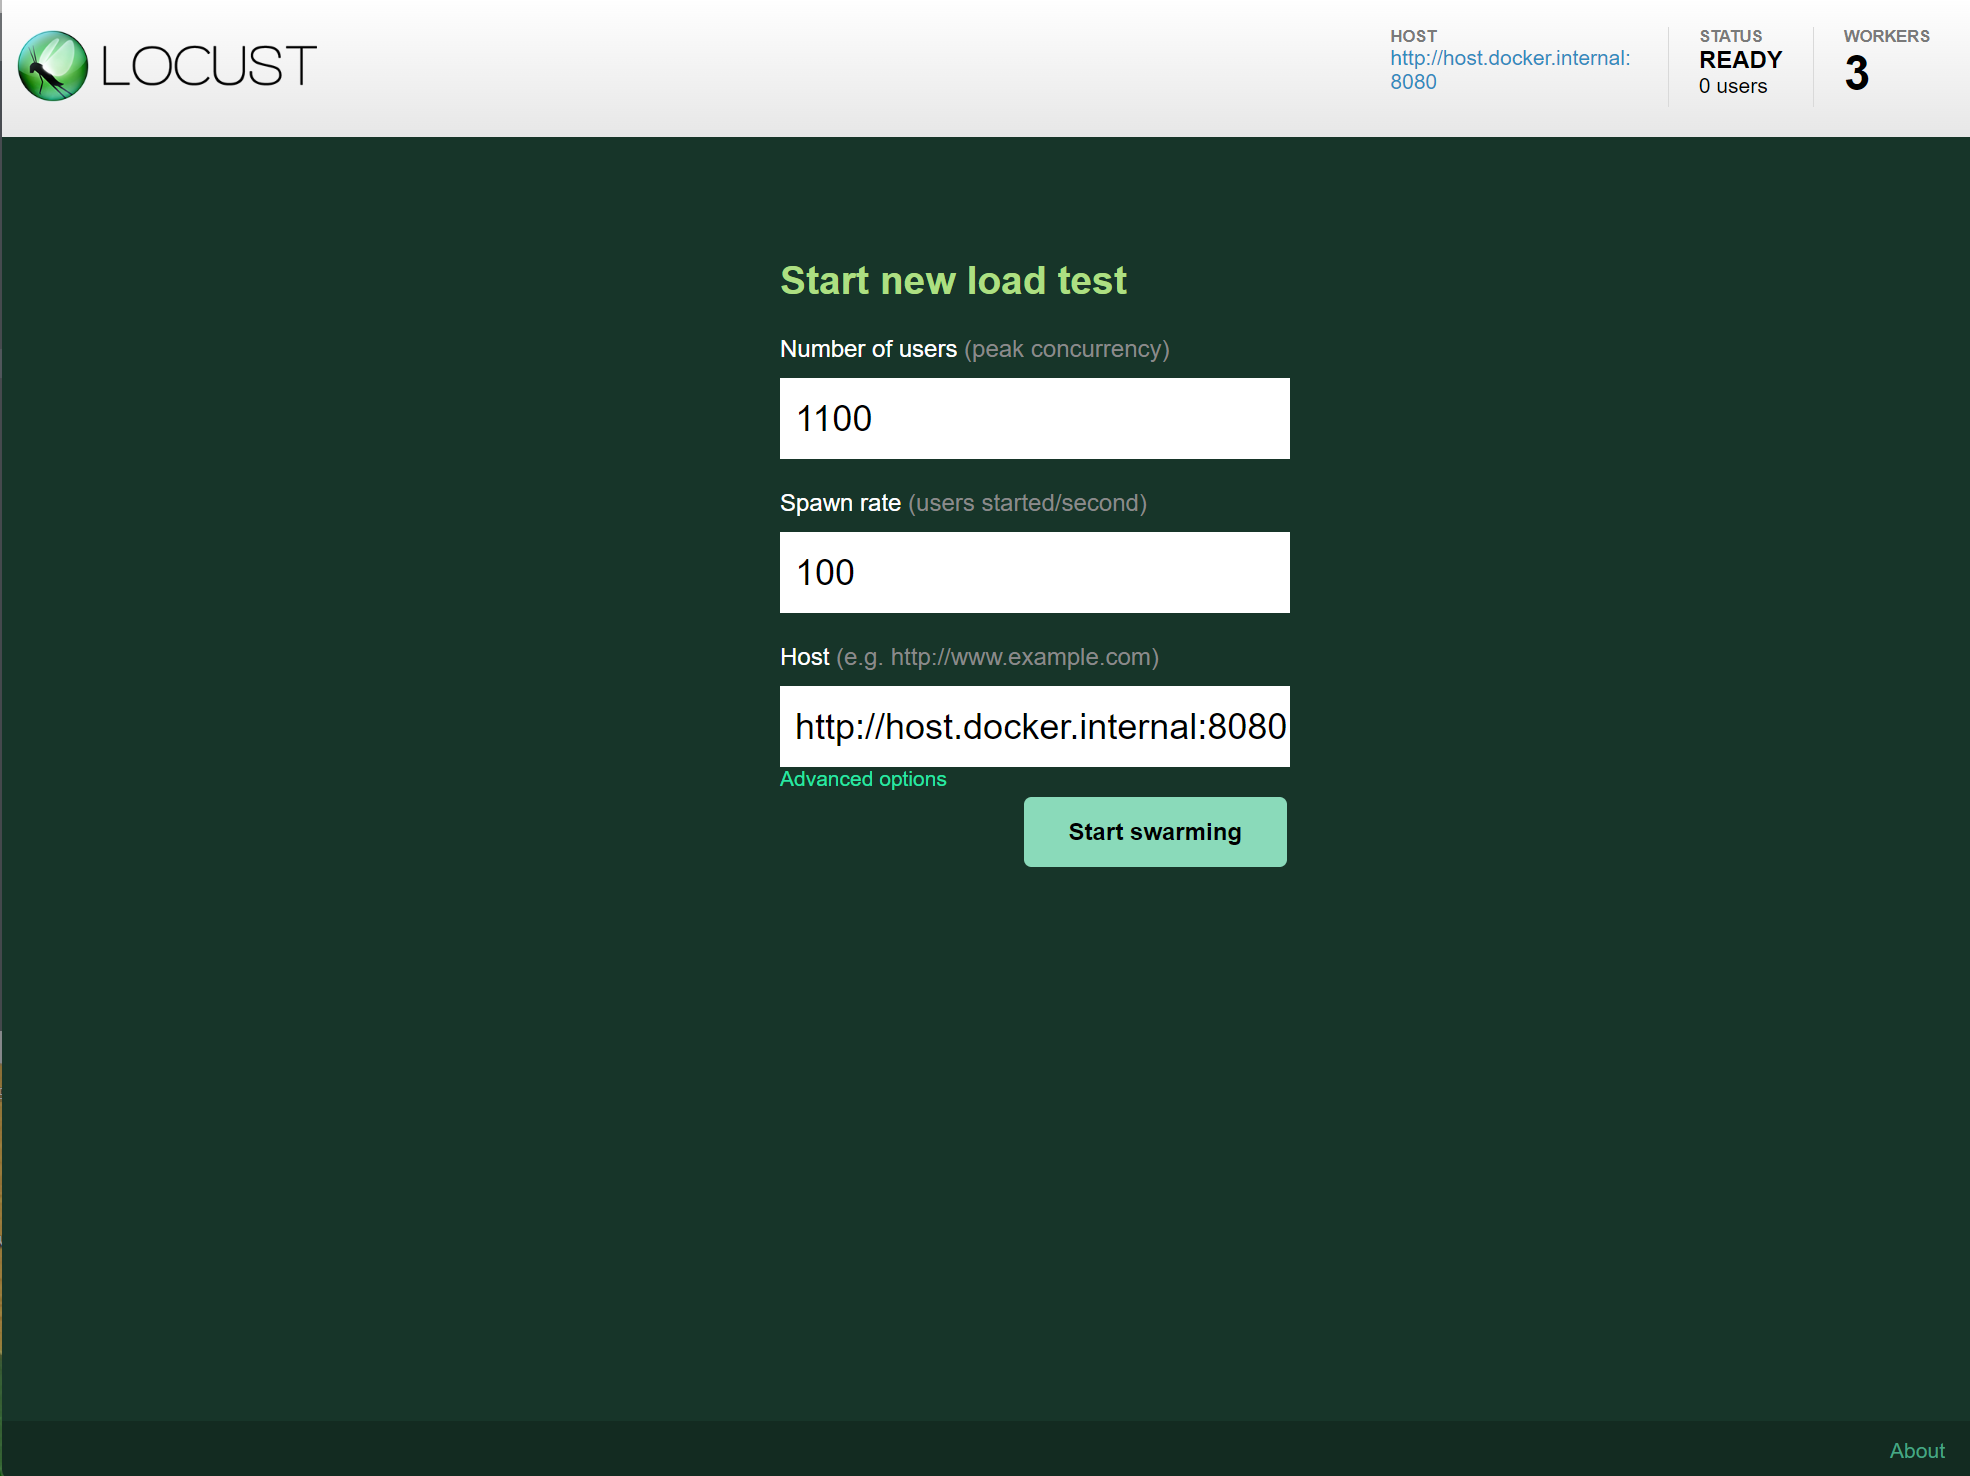 LOCUST
HOST
http://host.docker.internal:
8080
STATUS
READY
0 users
WORKERS
3
Start new load test
Number of users (peak concurrency)
1100
Spawn rate (users started/second)
100
Host (e.g. http://www.example.com)
http://host.docker.internal:8080
Advanced options
Start swarming
About